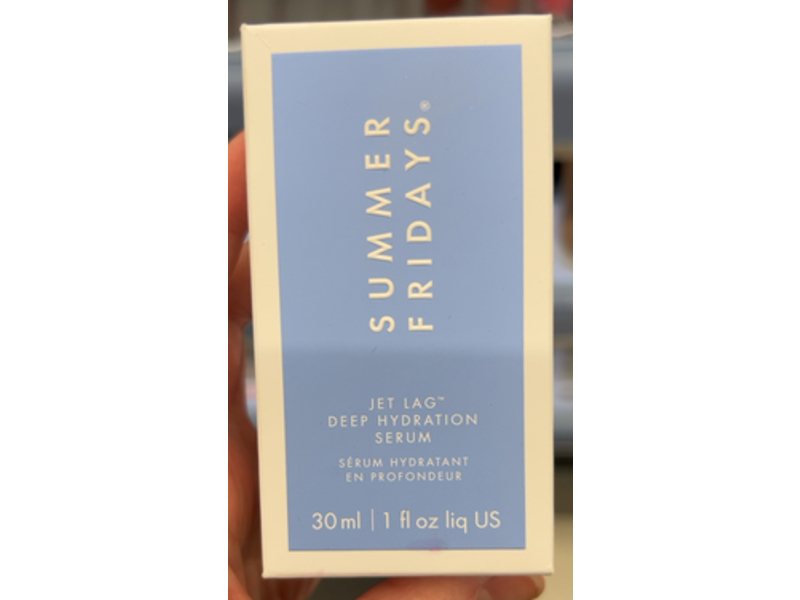 SUMMER
FRIDAYS®
JET LAG™
DEEP HYDRATION
SERUM
SÉRUM HYDRATANT
EN PROFONDEUR
30 ml | 1 fl oz liq US